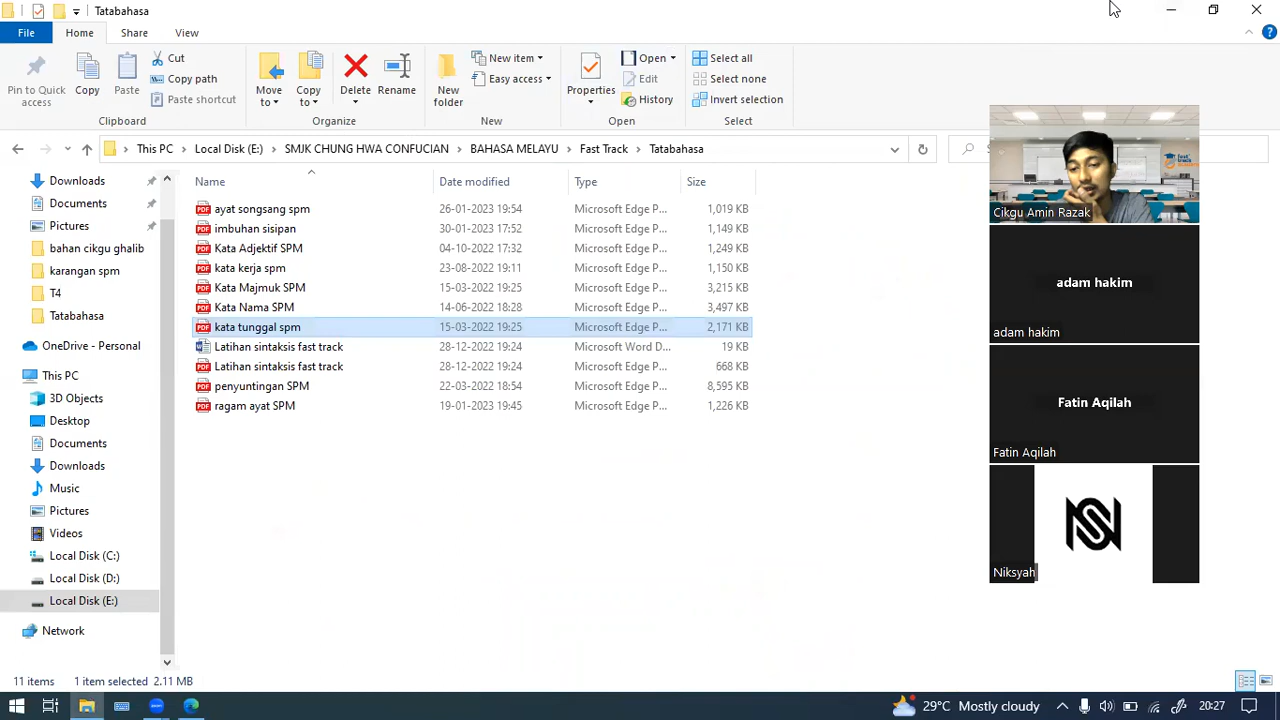 Tatabahasa
File Home Share View
Pin to Quick access
Copy
Paste
Cut
Copy path
Paste shortcut
Clipboard
Move to
Copy to
Delete
Rename
Organize
New folder
New item
Easy access
New
Properties
Open
Edit
History
Open
Select all
Select none
Invert selection
Select
This PC Local Disk (E:) SMJK CHUNG HWA CONFUCIAN BAHASA MELAYU Fast Track Tatabahasa
Name Date modified Type Size
Downloads
Documents
Pictures
bahan cikgu ghalib
karangan spm
T4
Tatabahasa
OneDrive - Personal
This PC
3D Objects
Desktop
Documents
Downloads
Music
Pictures
Videos
Local Disk (C:)
Local Disk (D:)
Local Disk (E:)
Network
ayat songsang spm 26-01-2023 19:54 Microsoft Edge P... 1,019 KB
imbuhan sisipan 30-01-2023 17:52 Microsoft Edge P... 1,149 KB
Kata Adjektif SPM 04-10-2022 17:32 Microsoft Edge P... 1,249 KB
kata kerja spm 23-08-2022 19:11 Microsoft Edge P... 1,150 KB
Kata Majmuk SPM 15-03-2022 19:25 Microsoft Edge P... 3,215 KB
Kata Nama SPM 14-06-2022 18:28 Microsoft Edge P... 3,497 KB
kata tunggal spm 15-03-2022 19:25 Microsoft Edge P... 2,171 KB
Latihan sintaksis fast track 28-12-2022 19:24 Microsoft Word D... 19 KB
Latihan sintaksis fast track 28-12-2022 19:24 Microsoft Edge P... 668 KB
penyuntingan SPM 22-03-2022 18:54 Microsoft Edge P... 8,595 KB
ragam ayat SPM 19-01-2023 19:45 Microsoft Edge P... 1,226 KB
Cikgu Amin Razak
adam hakim
adam hakim
Fatin Aqilah
Fatin Aqilah
Niksyah
11 items 1 item selected 2.11 MB
29°C Mostly cloudy 20:27